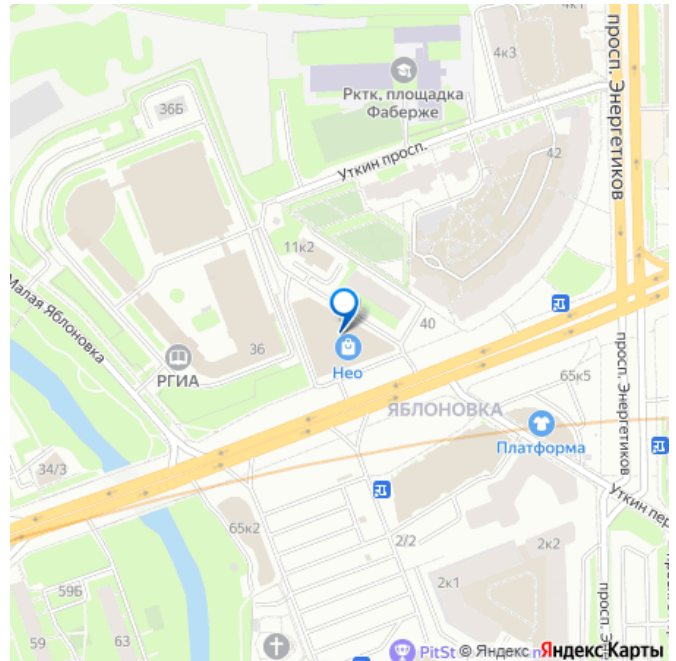 4к1
4к3
просп. Энергетиков
Рктк, площадка
Фаберже
36Б
Уткин просп.
42
11к2
Малая Яблоновка
40
36
РГИА
Нео
ЯБЛОНОВКА
65к5
просп. Энергетиков
Платформа
34/3
65к2
2/2
Уткин пер
2к2
2к1
59Б
59
63
просп. Эне
PitSt
© Яндекс
Яндекс Карты